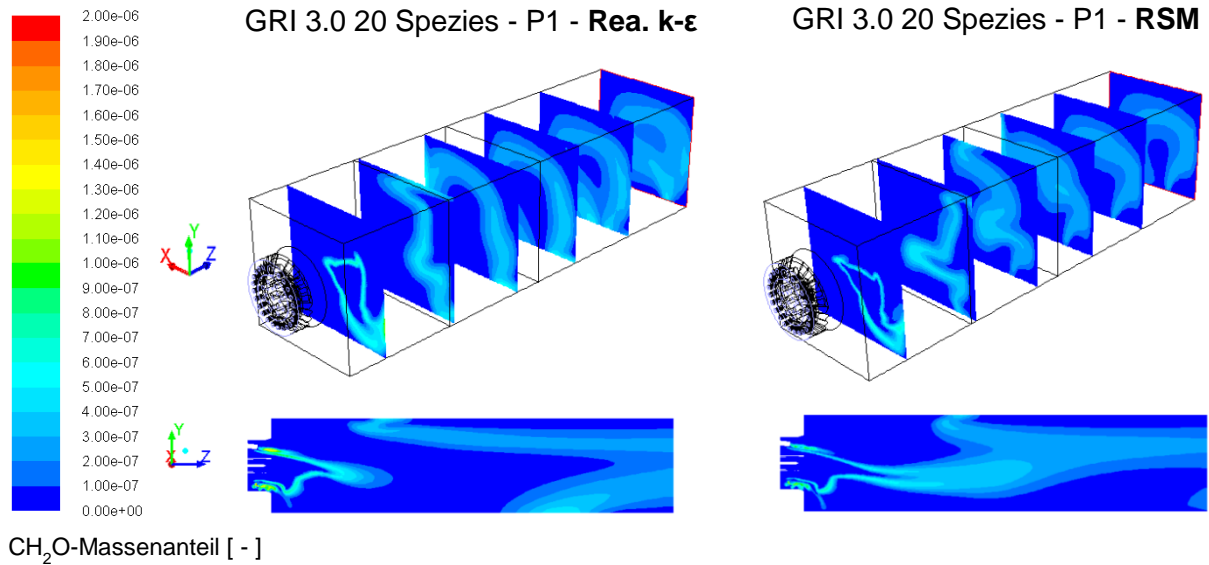 GRI 3.0 20 Spezies - P1 - Rea. k-ε
GRI 3.0 20 Spezies - P1 - RSM
2.00e-06
1.90e-06
1.80e-06
1.70e-06
1.60e-06
1.50e-06
1.40e-06
1.30e-06
1.20e-06
1.10e-06
1.00e-06
9.00e-07
8.00e-07
7.00e-07
6.00e-07
5.00e-07
4.00e-07
3.00e-07
2.00e-07
1.00e-07
0.00e+00
Y
X Z
Y
X Z
CH₂O-Massenanteil [ - ]